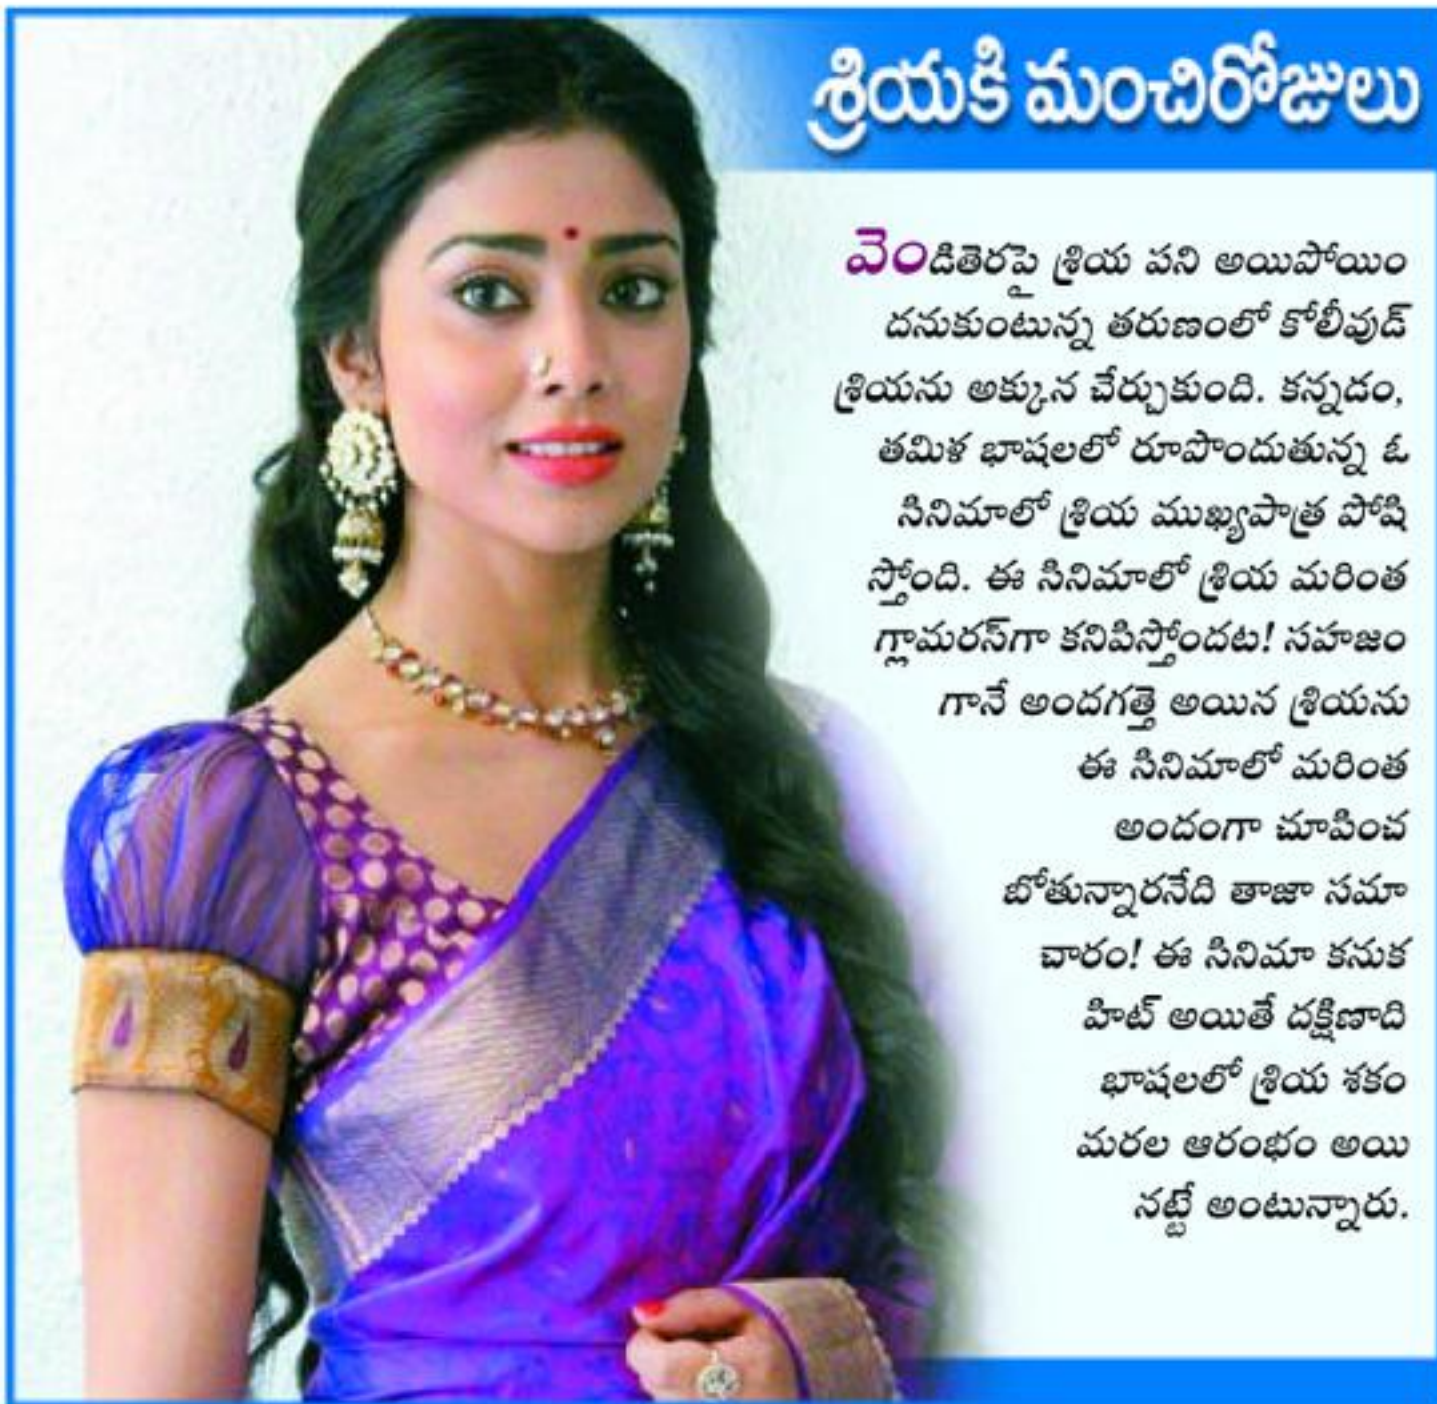 శ్రియకి మంచిరోజులు
వెండితెరపై శ్రియ పని అయిపోయిం
దనుకుంటున్న తరుణంలో కోలీవుడ్
శ్రియను అక్కున చేర్చుకుంది. కన్నడం,
తమిళ భాషలలో రూపొందుతున్న ఓ
సినిమాలో శ్రియ ముఖ్యపాత్ర పోషి
స్తోంది. ఈ సినిమాలో శ్రియ మరింత
గ్లామరస్‌గా కనిపిస్తోందట! సహజం
గానే అందగత్తె అయిన శ్రియను
ఈ సినిమాలో మరింత
అందంగా చూపించ
బోతున్నారనేది తాజా సమా
చారం! ఈ సినిమా కనుక
హిట్ అయితే దక్షిణాది
భాషలలో శ్రియ శకం
మరల ఆరంభం అయి
నట్టే అంటున్నారు.